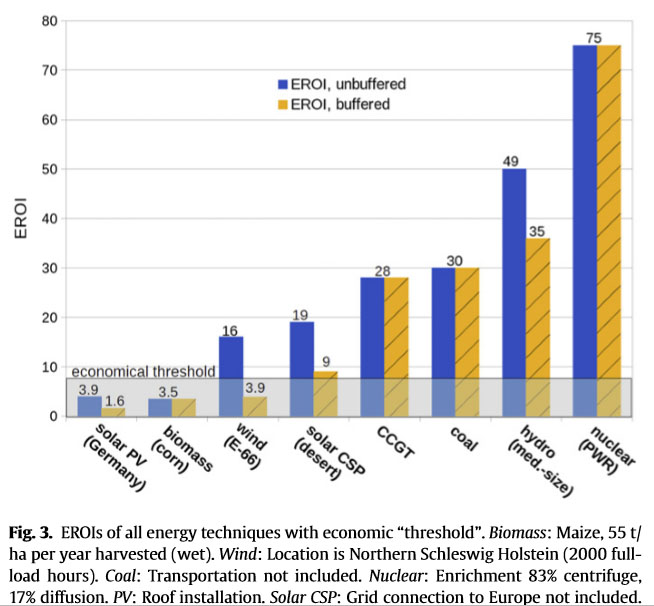 80
70
60
50
40
30
20
10
0
EROI
EROI, unbuffered
EROI, buffered
economical threshold
3.9
1.6
3.5
16
3.9
19
9
28
30
49
35
75
solar PV
(Germany)
biomass
(corn)
wind
(E-66)
solar CSP
(desert)
CCGT
coal
hydro
(med.-size)
nuclear
(PWR)
Fig. 3. EROIs of all energy techniques with economic “threshold”. Biomass: Maize, 55 t/
ha per year harvested (wet). Wind: Location is Northern Schleswig Holstein (2000 full-
load hours). Coal: Transportation not included. Nuclear: Enrichment 83% centrifuge,
17% diffusion. PV: Roof installation. Solar CSP: Grid connection to Europe not included.